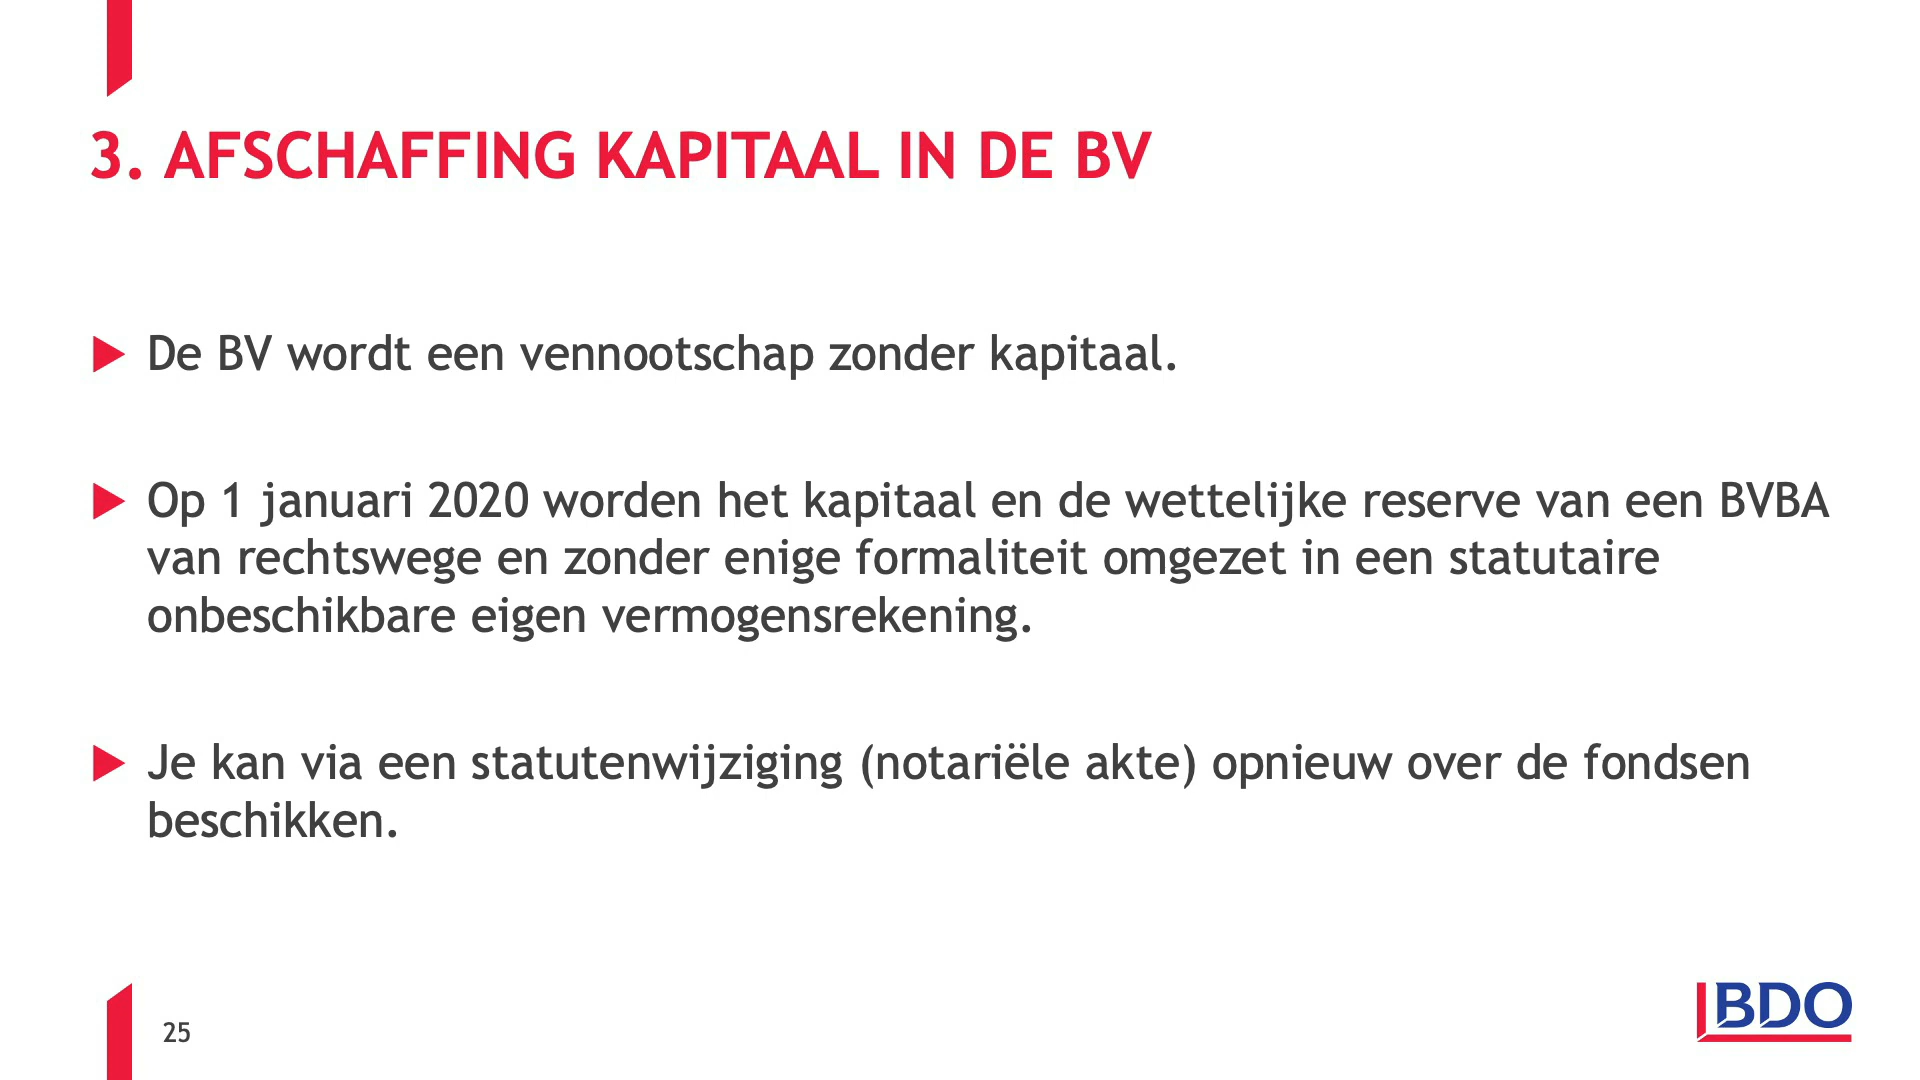 3. AFSCHAFFING KAPITAAL IN DE BV
De BV wordt een vennootschap zonder kapitaal.
Op 1 januari 2020 worden het kapitaal en de wettelijke reserve van een BVBA
van rechtswege en zonder enige formaliteit omgezet in een statutaire
onbeschikbare eigen vermogensrekening.
Je kan via een statutenwijziging (notariële akte) opnieuw over de fondsen
beschikken.
25
BDO